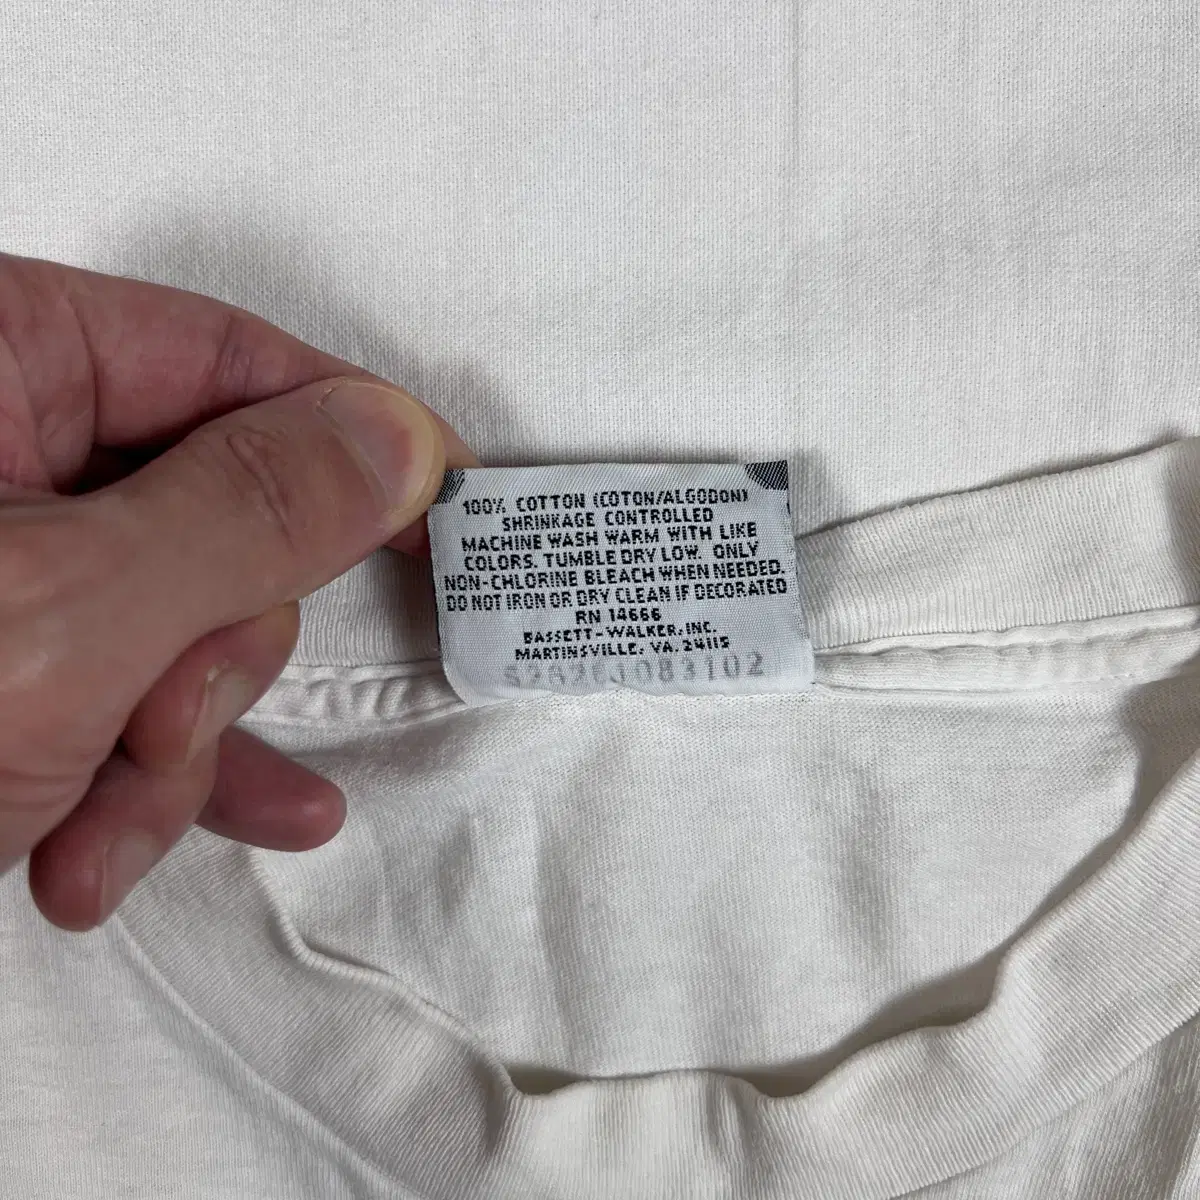 100% COTTON (COTON/ALGODON)
SHRINKAGE CONTROLLED
MACHINE WASH WARM WITH LIKE
COLORS. TUMBLE DRY LOW. ONLY
NON-CHLORINE BLEACH WHEN NEEDED.
DO NOT IRON OR DRY CLEAN IF DECORATED
RN 14666
BASSETT-WALKER, INC.
MARTINSVILLE, VA. 24115